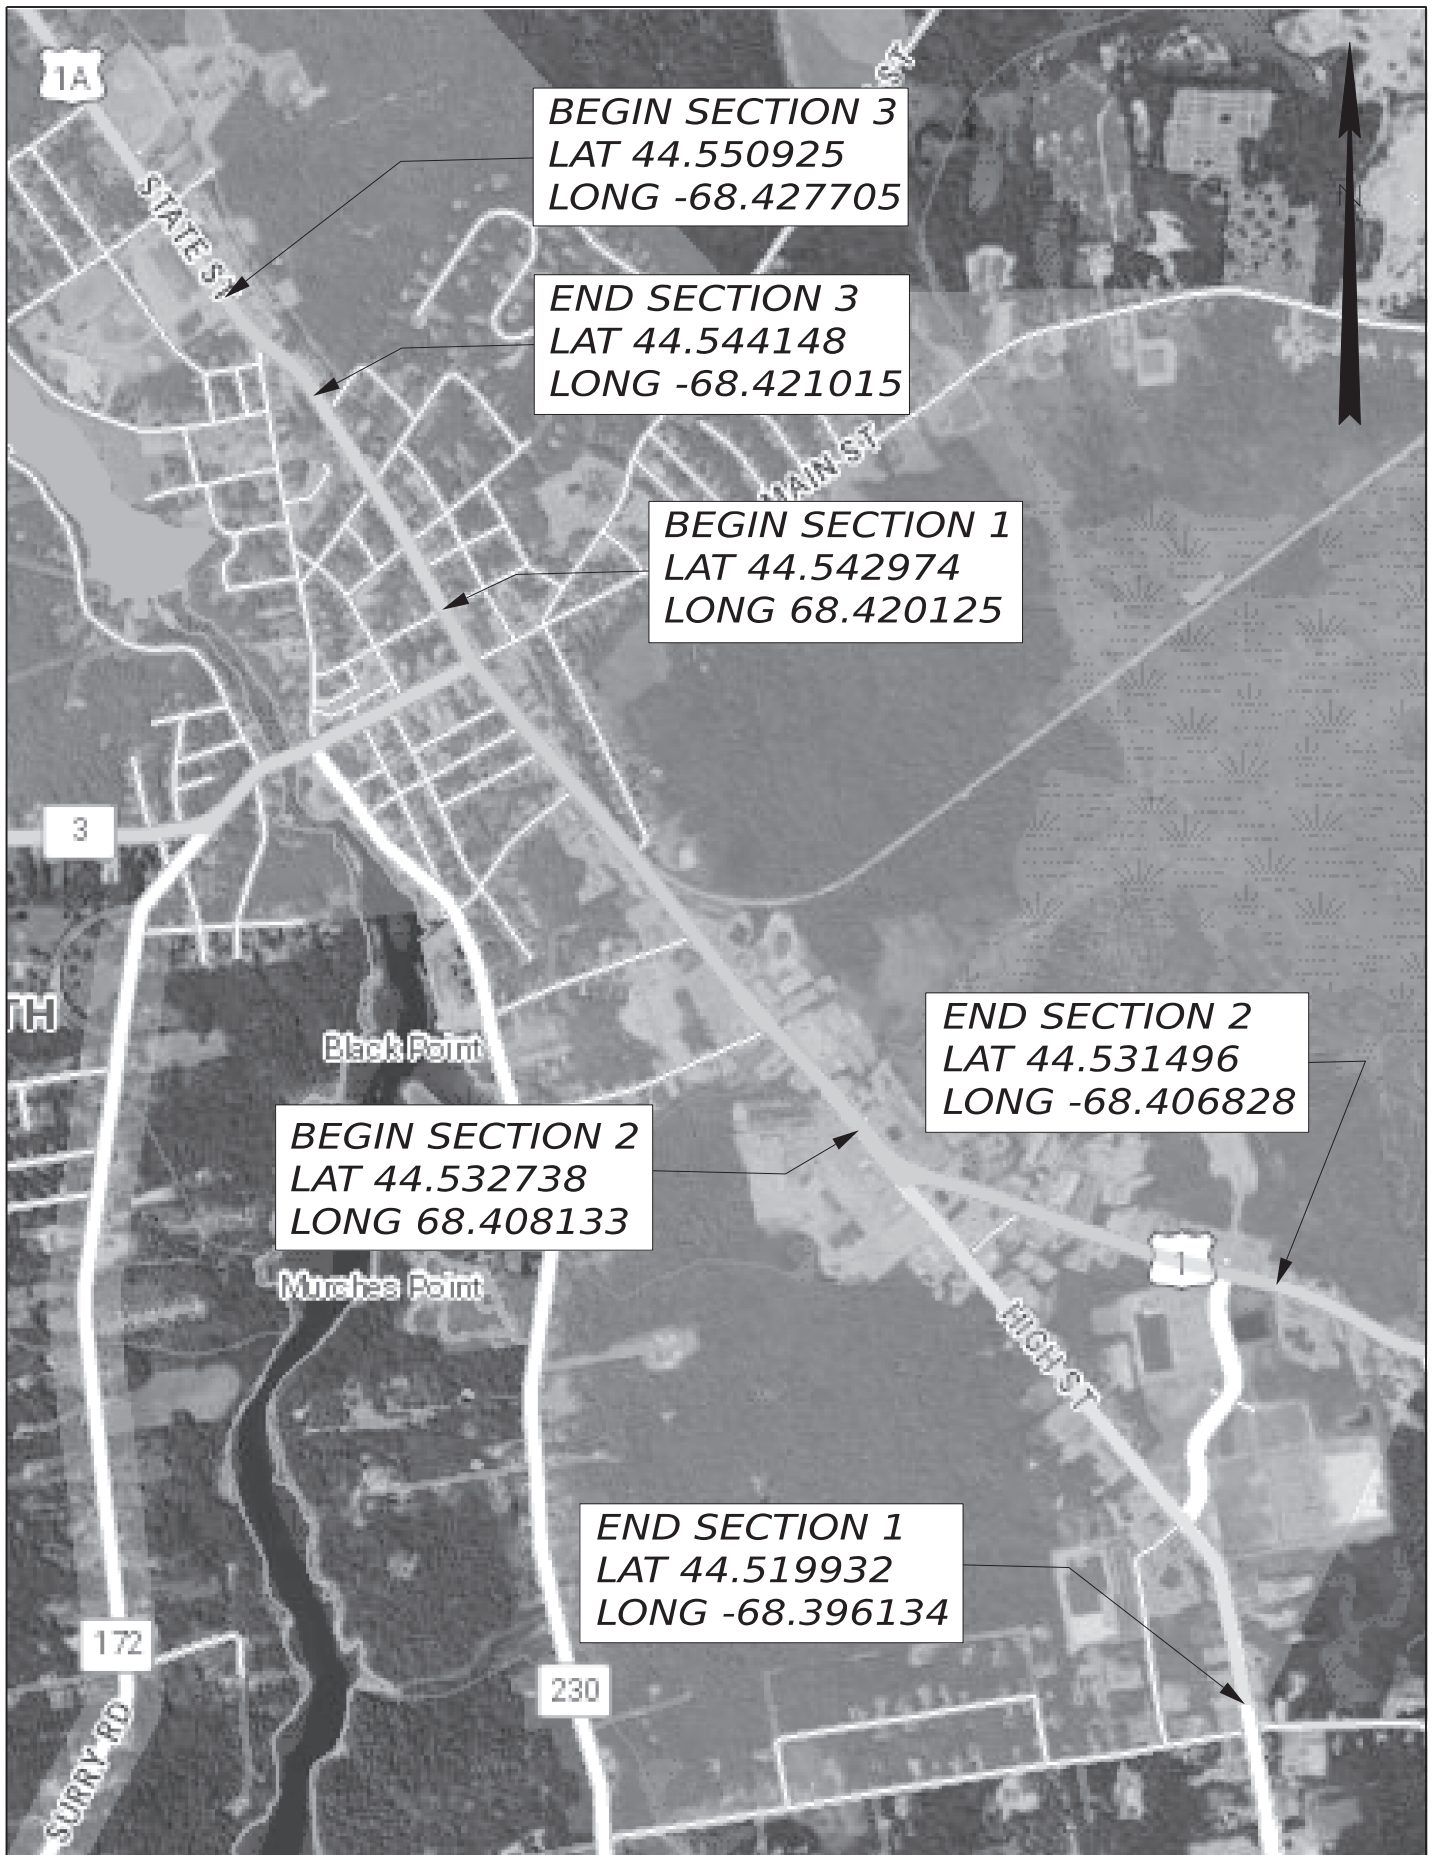 1A
ST
BEGIN SECTION 3
LAT 44.550925
LONG -68.427705
STATE ST
N
END SECTION 3
LAT 44.544148
LONG -68.421015
MAIN ST
BEGIN SECTION 1
LAT 44.542974
LONG 68.420125
3
TH
Black Point
END SECTION 2
LAT 44.531496
LONG -68.406828
BEGIN SECTION 2
LAT 44.532738
LONG 68.408133
1
Murches Point
HIGH ST
END SECTION 1
LAT 44.519932
LONG -68.396134
172
230
SURRY RD